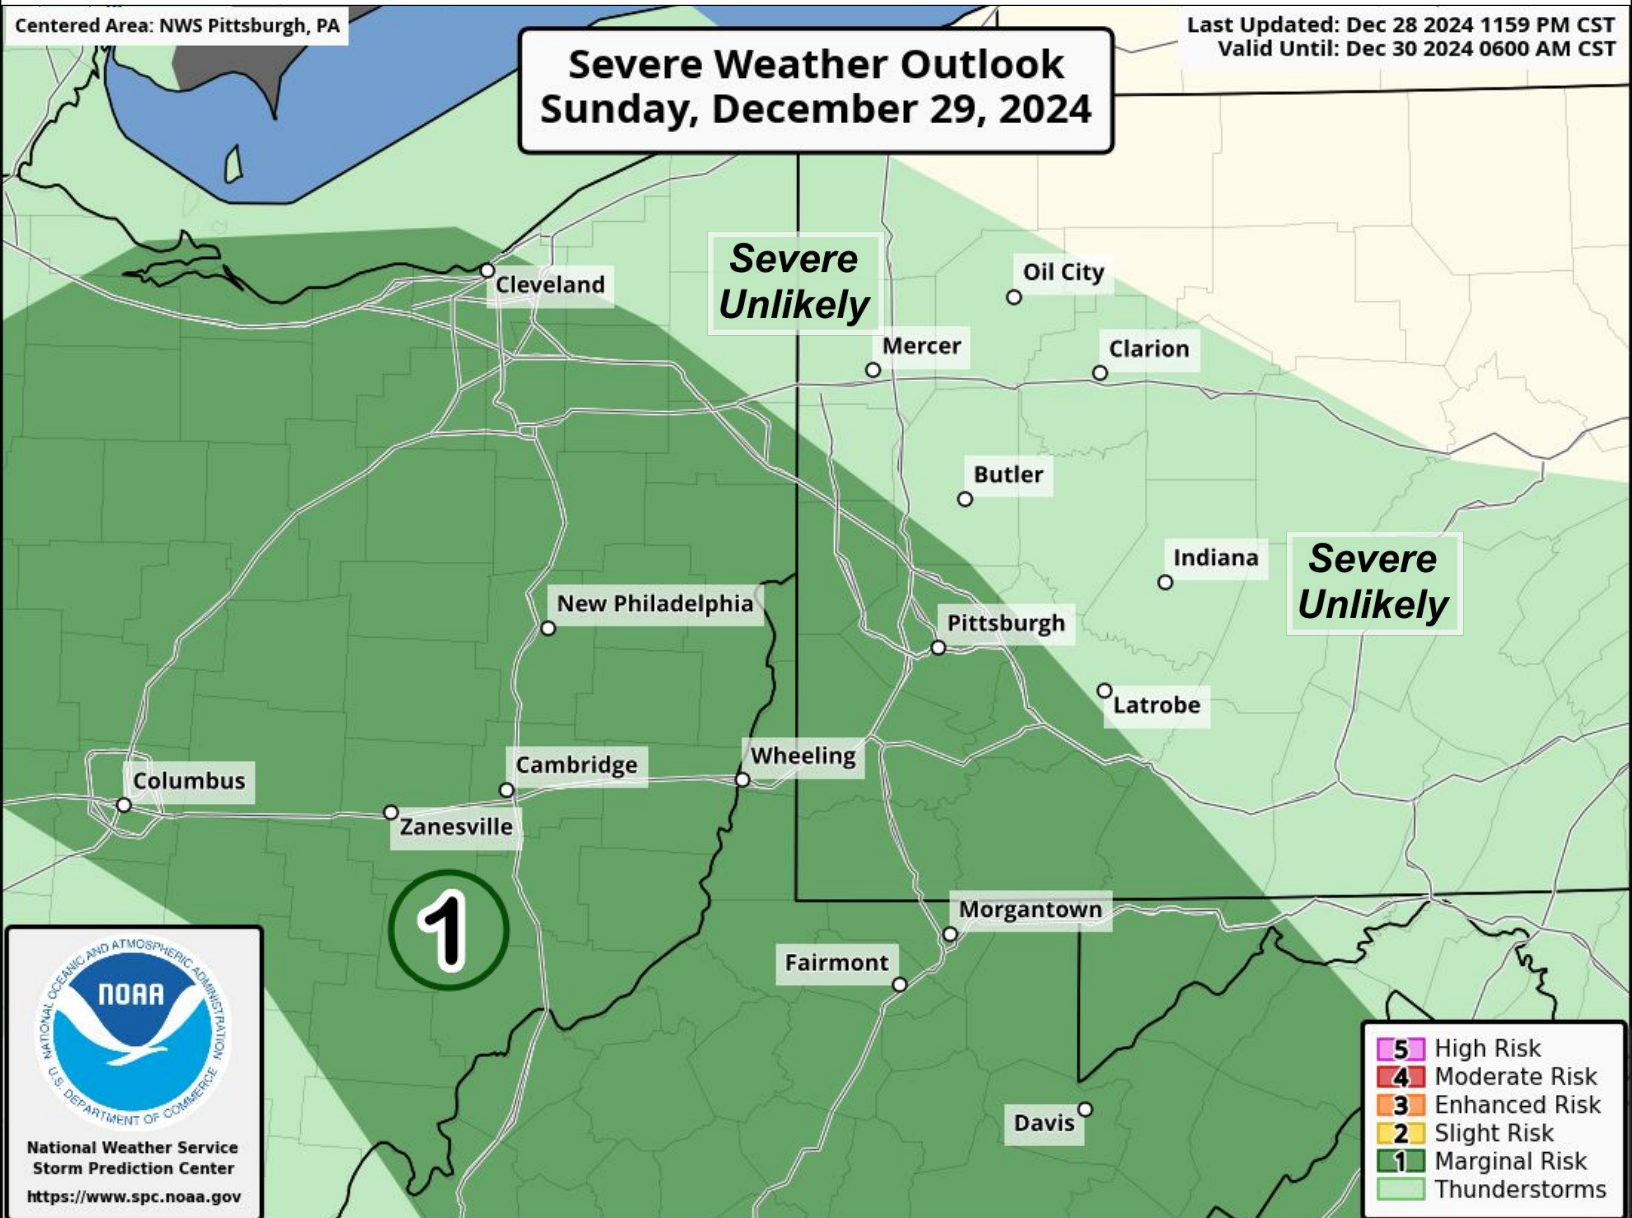 Centered Area: NWS Pittsburgh, PA
Last Updated: Dec 28 2024 1159 PM CST
Valid Until: Dec 30 2024 0600 AM CST
Severe Weather Outlook
Sunday, December 29, 2024
Severe
Unlikely
Oil City
Cleveland
Mercer
Clarion
Butler
Indiana
Severe
Unlikely
New Philadelphia
Pittsburgh
Latrobe
Wheeling
Cambridge
Columbus
Zanesville
1
Morgantown
Fairmont
Davis
NATIONAL OCEANIC AND ATMOSPHERIC ADMINISTRATION
NOAA
U.S. DEPARTMENT OF COMMERCE
National Weather Service
Storm Prediction Center
https://www.spc.noaa.gov
5 High Risk
4 Moderate Risk
3 Enhanced Risk
2 Slight Risk
1 Marginal Risk
Thunderstorms